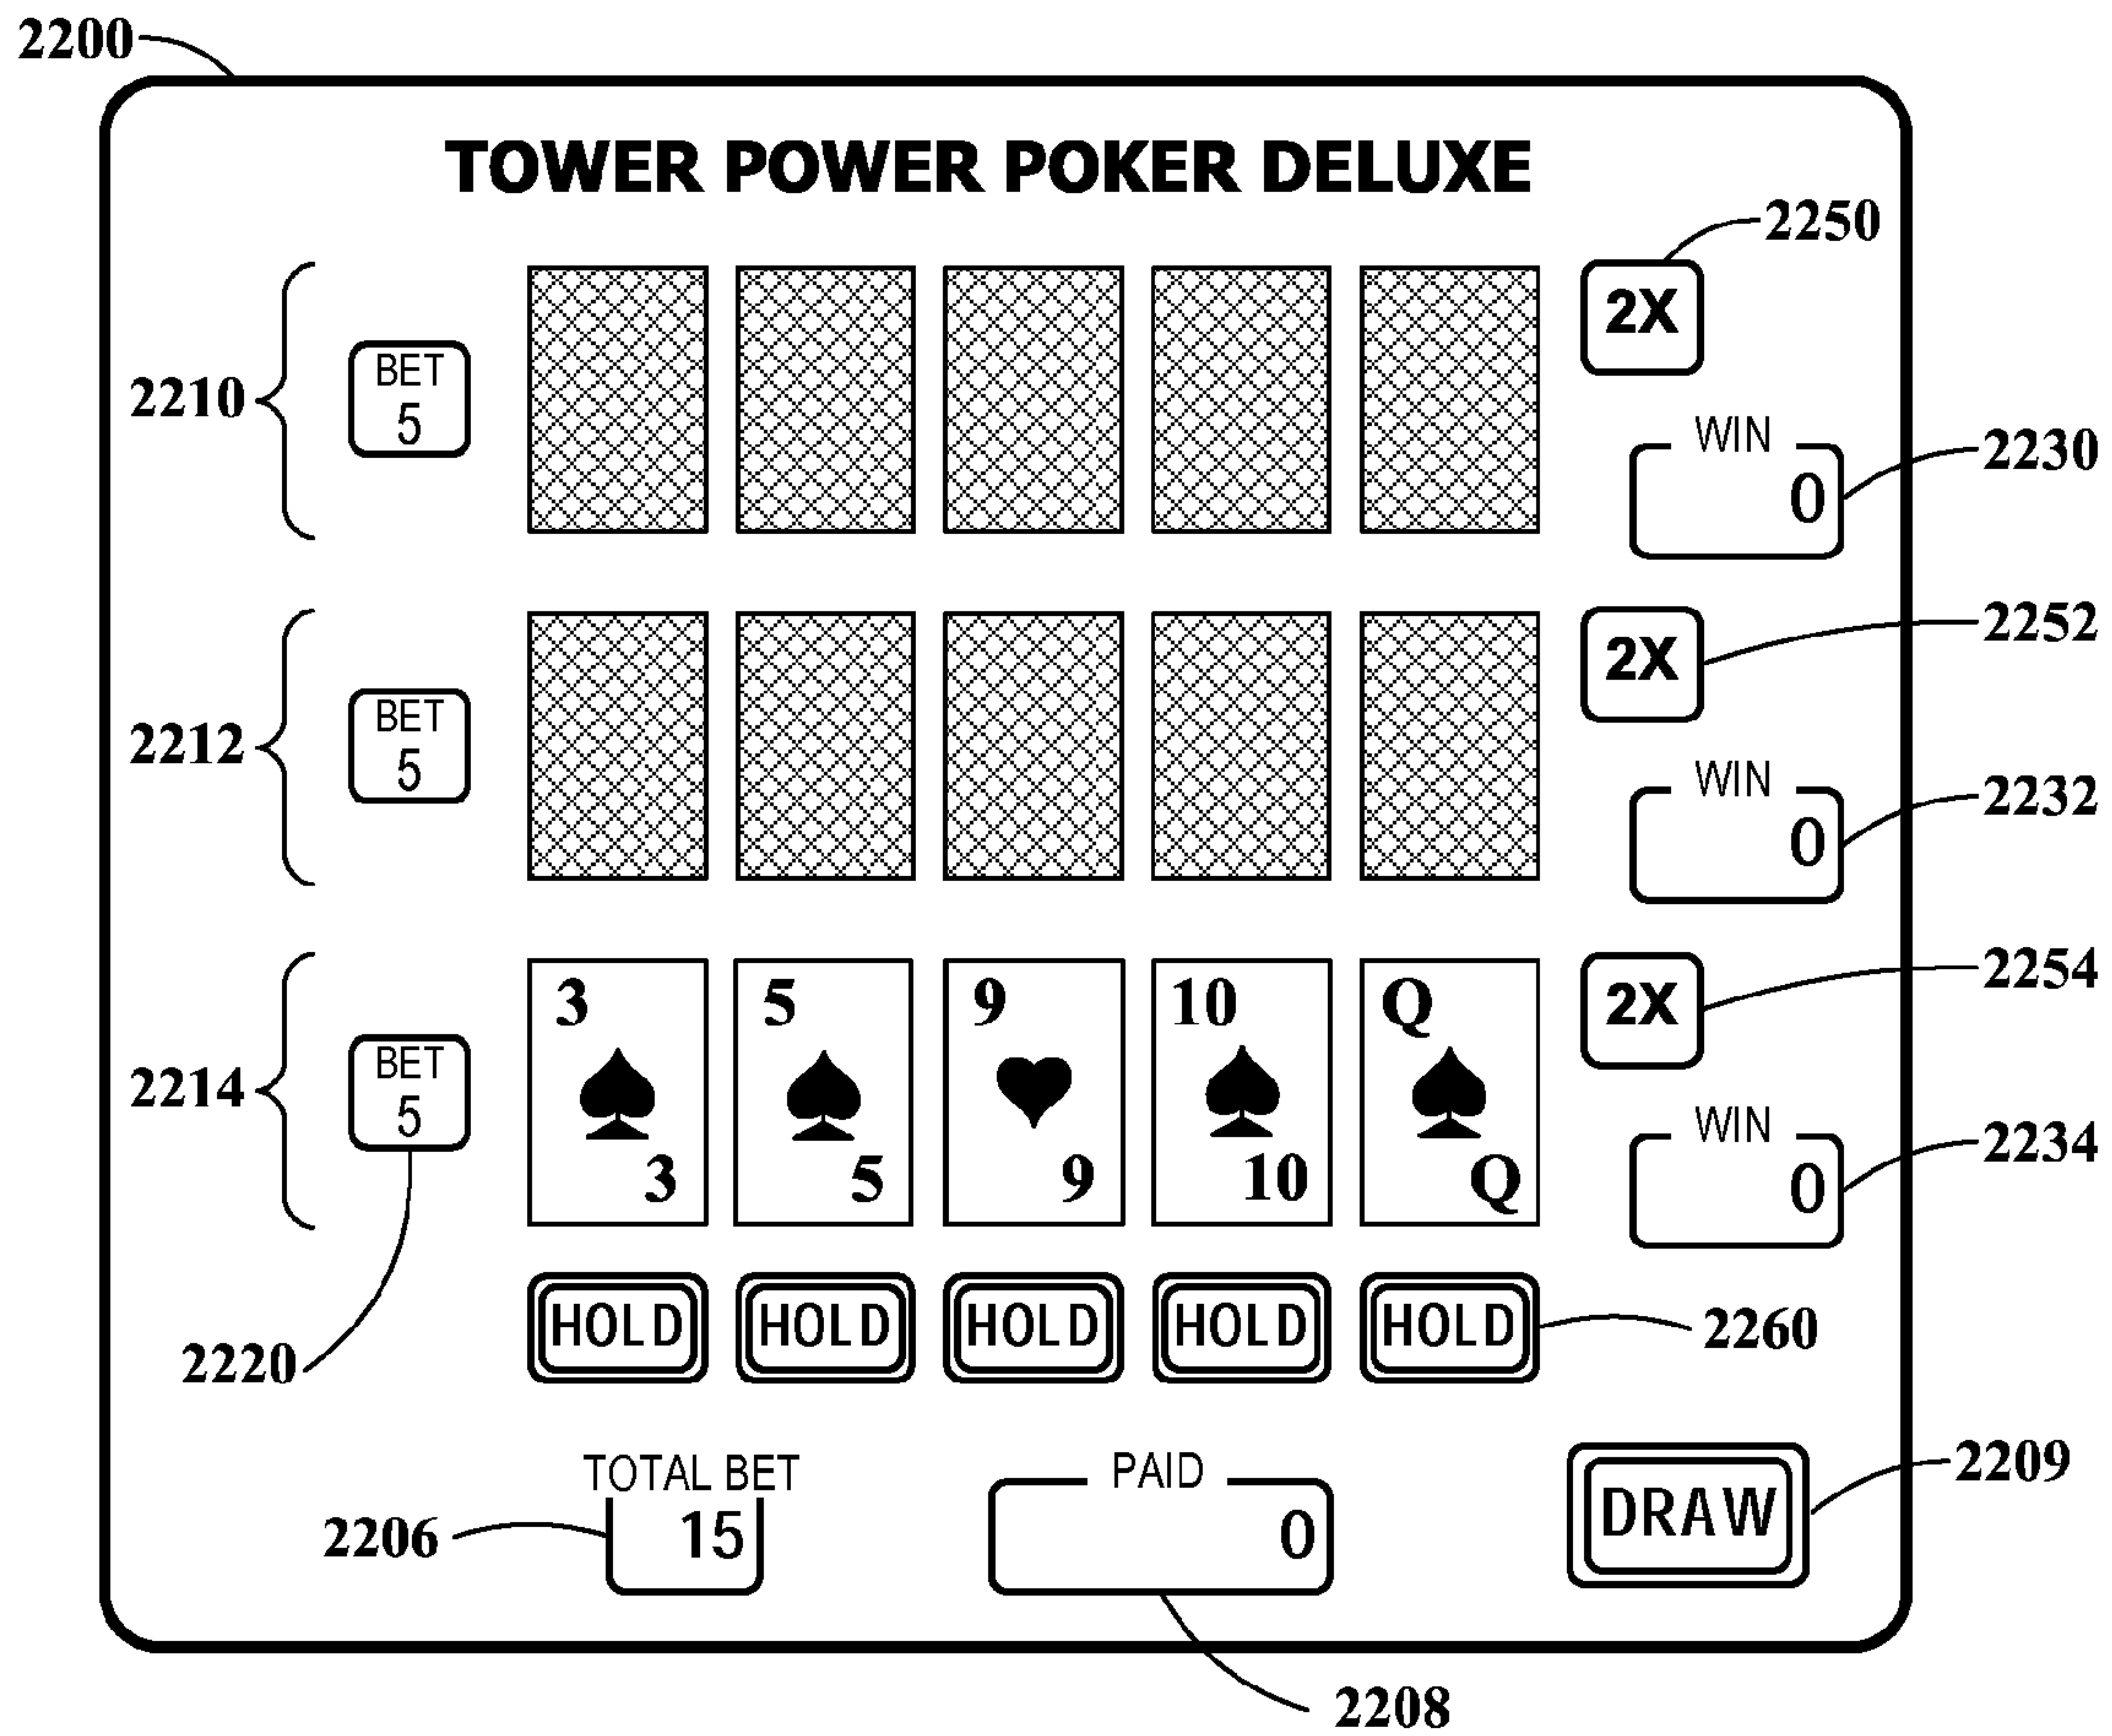 2200
TOWER POWER POKER DELUXE
2250
2X
2210
BET
5
WIN
0
2230
2X
2252
2212
BET
5
WIN
0
2232
2X
2254
2214
BET
5
3
3
5
5
9
9
10
10
Q
Q
WIN
0
2234
2220
HOLD HOLD HOLD HOLD HOLD
2260
TOTAL BET
15
2206
PAID
0
DRAW
2209
2208